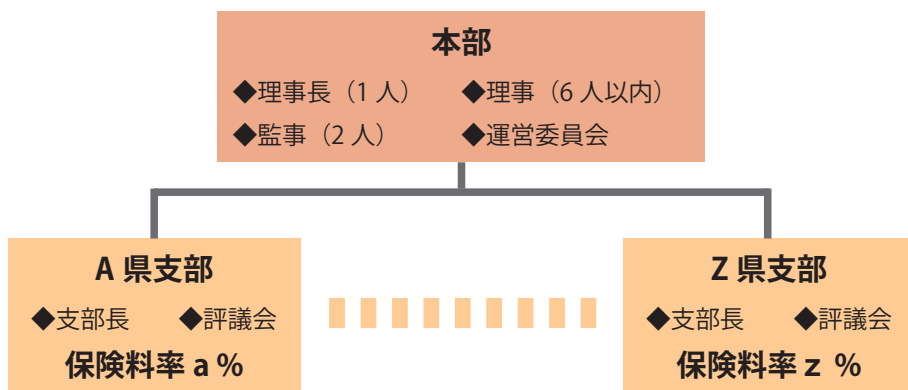 本部
◆理事長（1 人） ◆理事（6 人以内）
◆監事（2 人） ◆運営委員会
A 県支部
◆支部長 ◆評議会
保険料率 a %
Z 県支部
◆支部長 ◆評議会
保険料率 z %